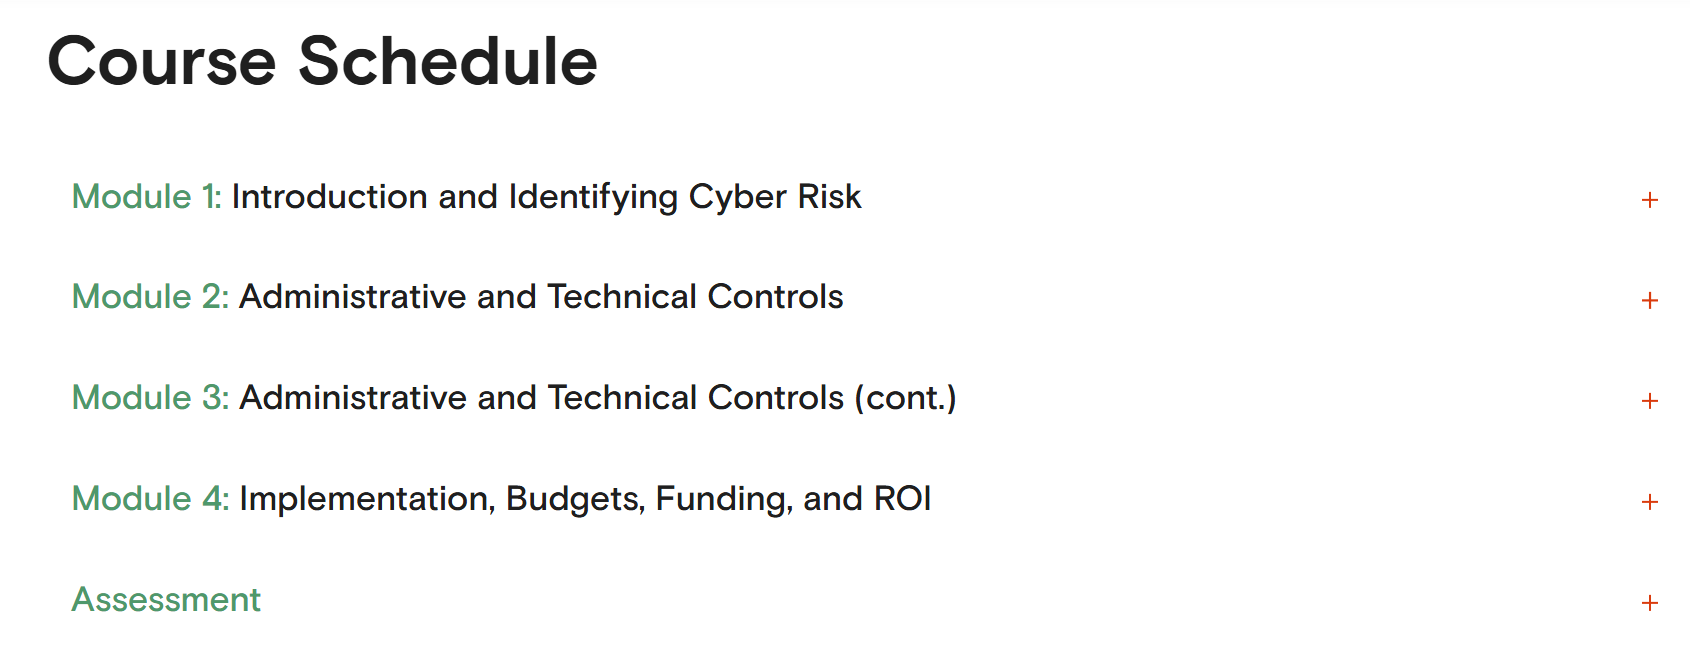 Course Schedule
Module 1: Introduction and Identifying Cyber Risk +
Module 2: Administrative and Technical Controls +
Module 3: Administrative and Technical Controls (cont.) +
Module 4: Implementation, Budgets, Funding, and ROI +
Assessment +